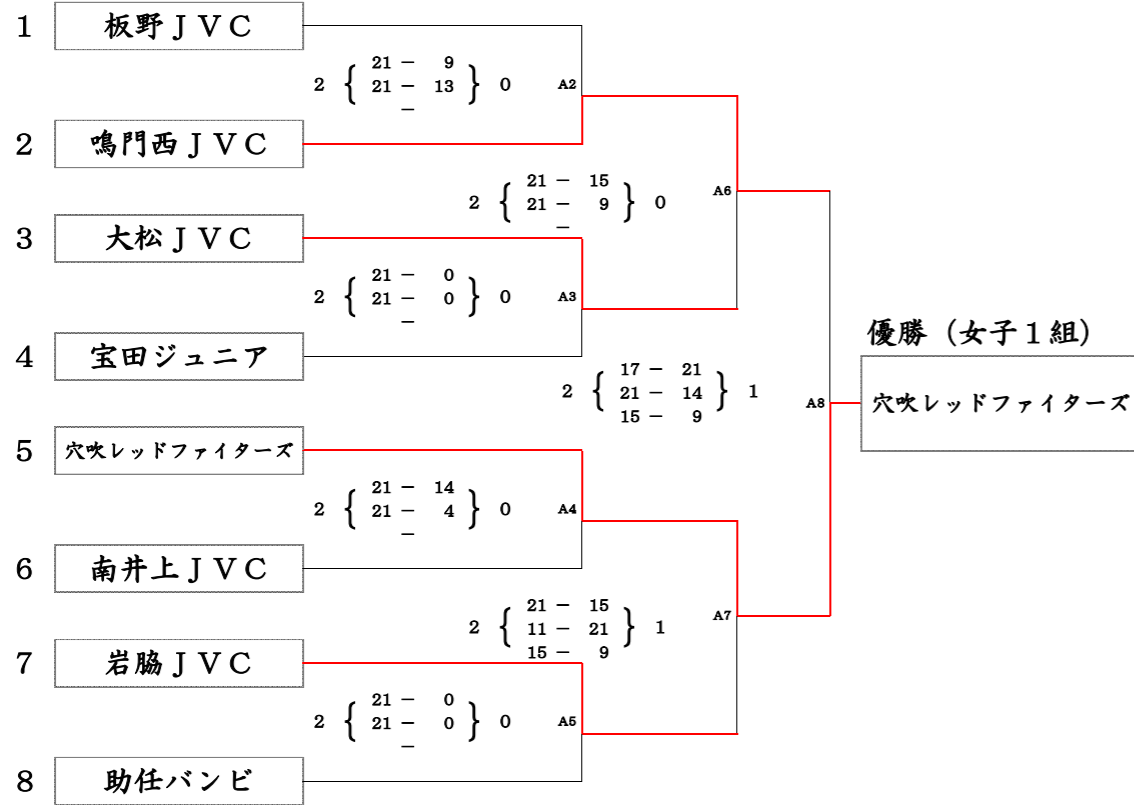 1 板野ＪＶＣ
21 － 9
2 { 21 － 13 } 0 A2
－
2 鳴門西ＪＶＣ
21 － 15
2 { 21 － 9 } 0 A6
－
3 大松ＪＶＣ
21 － 0
2 { 21 － 0 } 0 A3
－
4 宝田ジュニア
優勝（女子１組）
17 － 21
2 { 21 － 14 } 1 A8
15 － 9
穴吹レッドファイターズ
5 穴吹レッドファイターズ
21 － 14
2 { 21 － 4 } 0 A4
－
6 南井上ＪＶＣ
21 － 15
2 { 11 － 21 } 1 A7
15 － 9
7 岩脇ＪＶＣ
21 － 0
2 { 21 － 0 } 0 A5
－
8 助任バンビ